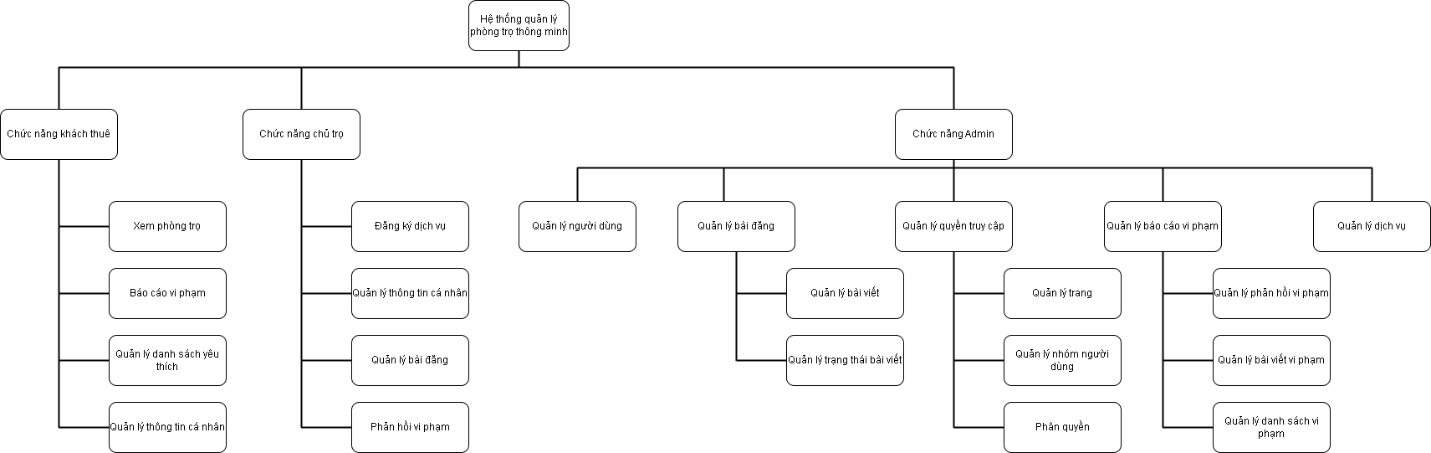 Hệ thống quản lý
phòng trọ thông minh
Chức năng khách thuê
Chức năng chủ trọ
Chức năng Admin
Xem phòng trọ
Đăng ký dịch vụ
Quản lý người dùng
Quản lý bài đăng
Quản lý quyền truy cập
Quản lý báo cáo vi phạm
Quản lý dịch vụ
Báo cáo vi phạm
Quản lý thông tin cá nhân
Quản lý bài viết
Quản lý trang
Quản lý phản hồi vi phạm
Quản lý danh sách yêu
thích
Quản lý bài đăng
Quản lý trạng thái bài viết
Quản lý nhóm người
dùng
Quản lý bài viết vi phạm
Quản lý thông tin cá nhân
Phản hồi vi phạm
Phân quyền
Quản lý danh sách vi
phạm